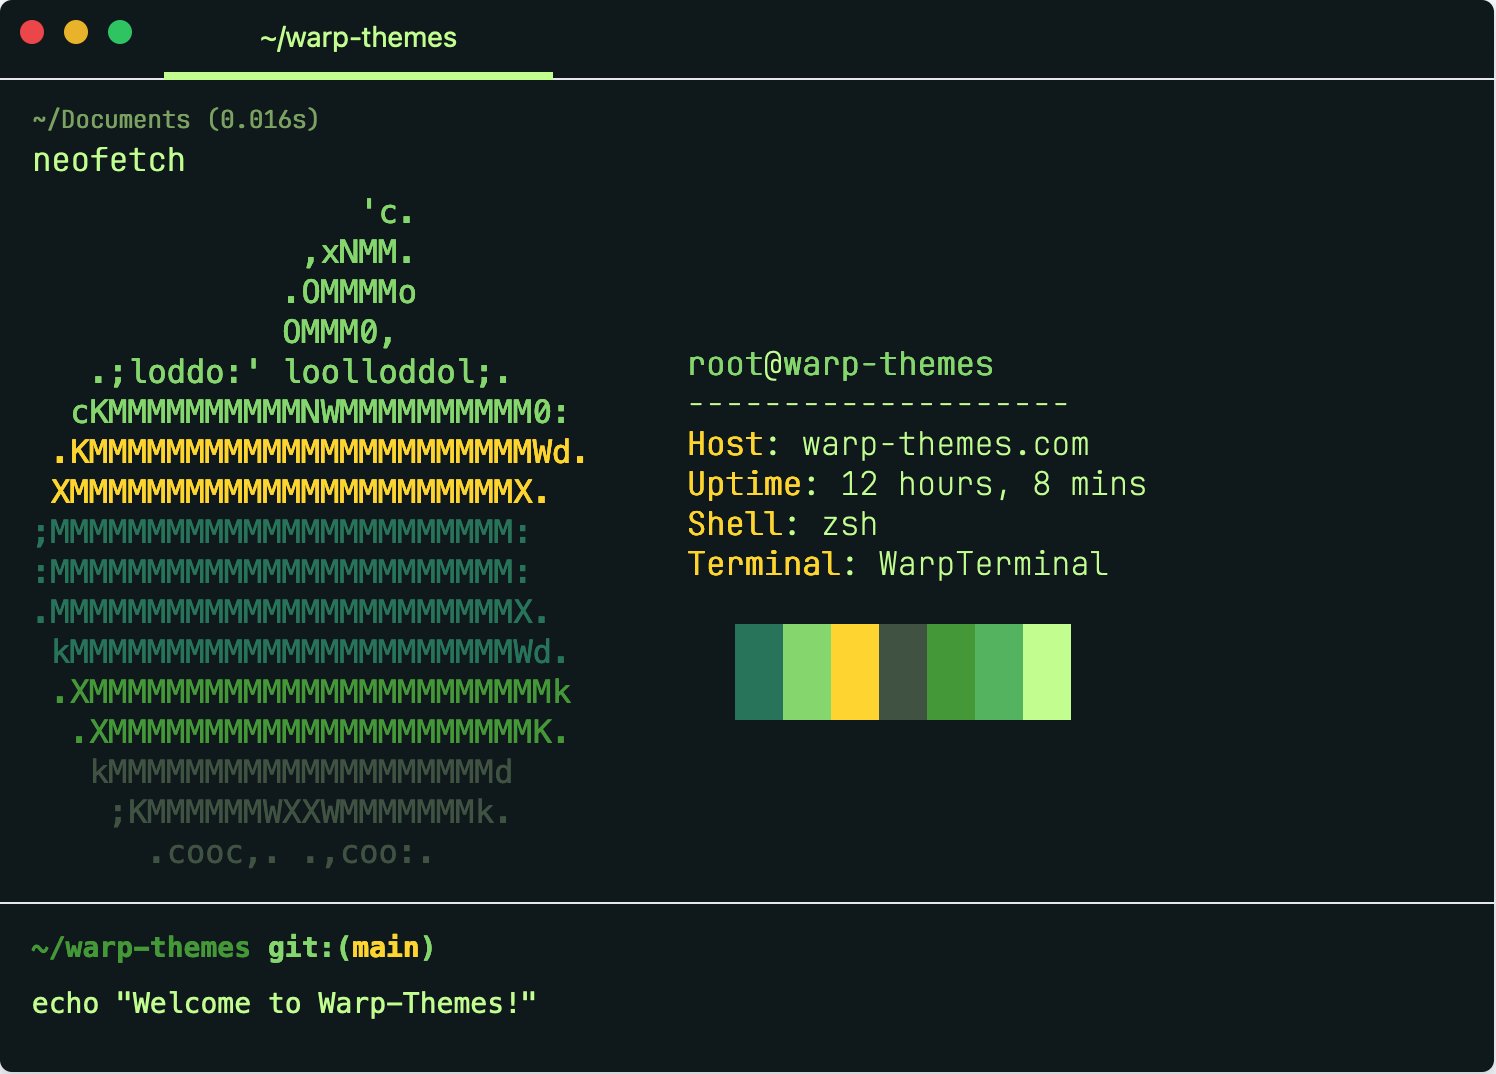 ~/warp-themes
~/Documents (0.016s)
neofetch
'c.
,xNMM.
.OMMMMo
OMMM0,
.;loddo:' loolloddol;.
cKMMMMMMMMMMNWMMMMMMMMMM0:
.KMMMMMMMMMMMMMMMMMMMMMMMWd.
XMMMMMMMMMMMMMMMMMMMMMMMX.
;MMMMMMMMMMMMMMMMMMMMMMMM:
:MMMMMMMMMMMMMMMMMMMMMMMM:
.MMMMMMMMMMMMMMMMMMMMMMMMX.
kMMMMMMMMMMMMMMMMMMMMMMMWd.
.XMMMMMMMMMMMMMMMMMMMMMMMMk
.XMMMMMMMMMMMMMMMMMMMMMMK.
kMMMMMMMMMMMMMMMMMMMMd
;KMMMMMMWXXWMMMMMMMk.
.cooc,. .,coo:.
root@warp-themes
--------------------
Host: warp-themes.com
Uptime: 12 hours, 8 mins
Shell: zsh
Terminal: WarpTerminal
~/warp-themes git:(main)
echo "Welcome to Warp-Themes!"